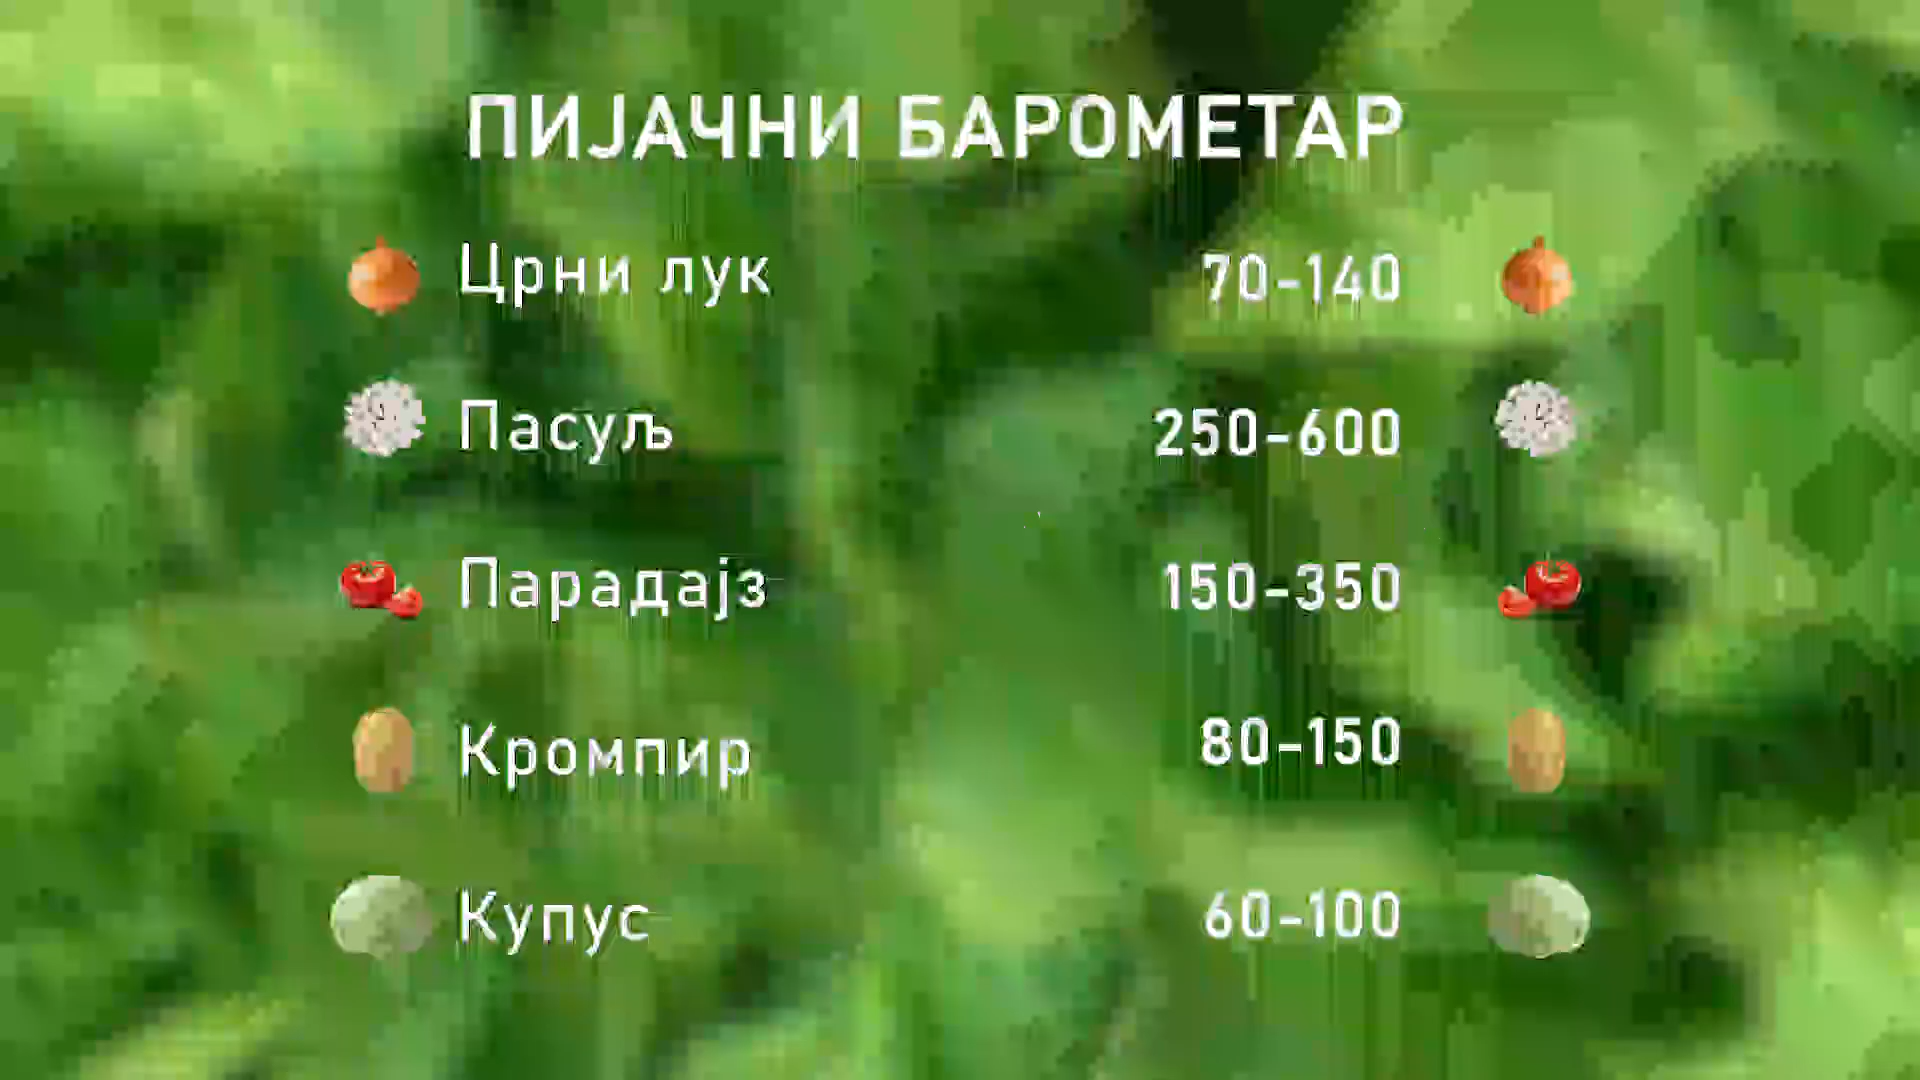 ПИЈАЧНИ БАРОМЕТАР
Црни лук 70-140
Пасуљ 250-600
Парадајз 150-350
Кромпир 80-150
Купус 60-100